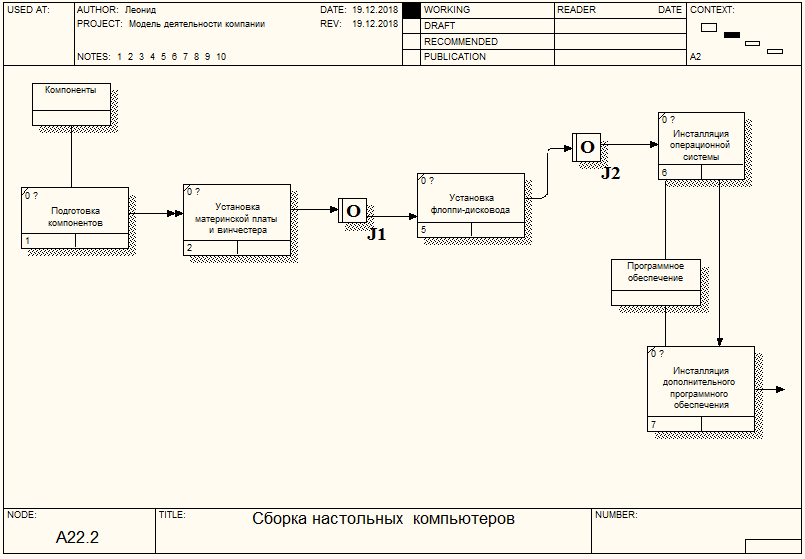 USED AT:
AUTHOR: Леонид
DATE: 19.12.2018
PROJECT: Модель деятельности компании
REV: 19.12.2018
NOTES: 1 2 3 4 5 6 7 8 9 10
WORKING
DRAFT
RECOMMENDED
PUBLICATION
READER
DATE
CONTEXT:
A2
Компоненты
0 ?
Подготовка
компонентов
1
0 ?
Установка
материнской платы
и винчестера
2
O
J1
0 ?
Установка
флоппи-дисковода
5
O
J2
0 ?
Инсталляция
операционной
системы
6
Программное
обеспечение
0 ?
Инсталляция
дополнительного
программного
обеспечения
7
NODE:
A22.2
TITLE:
Сборка настольных компьютеров
NUMBER: